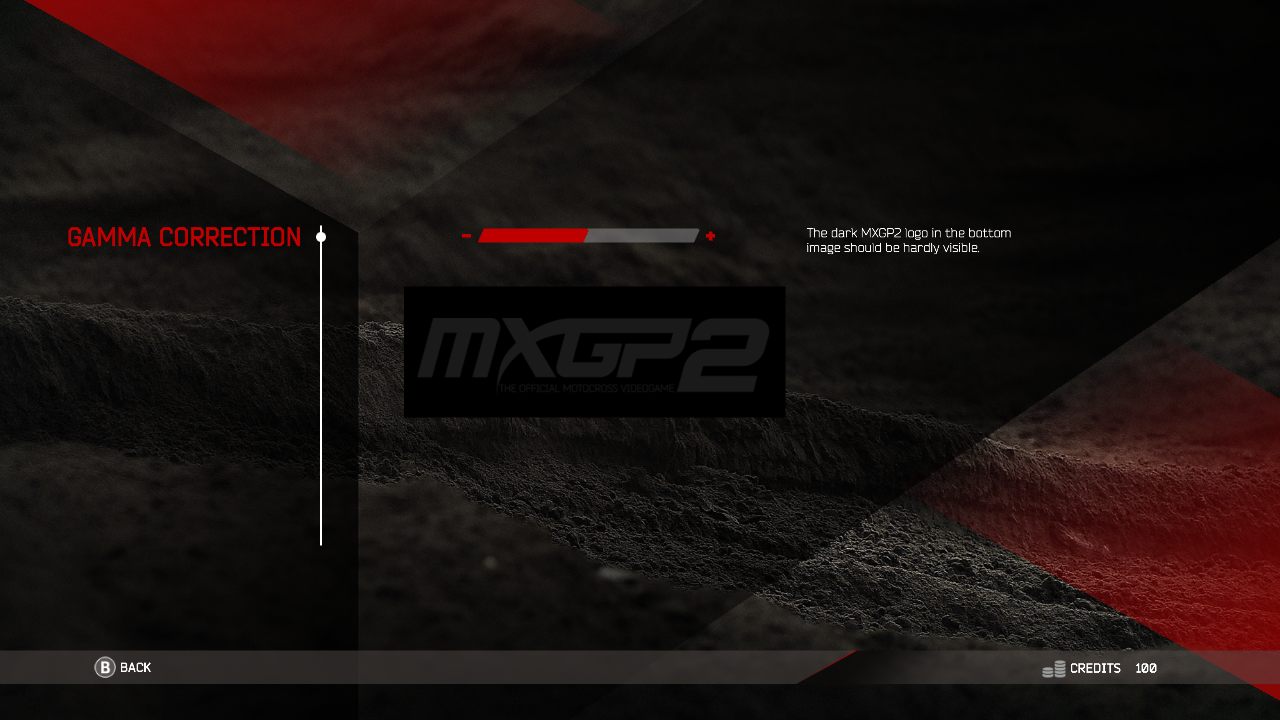 GAMMA CORRECTION
The dark MXGP2 logo in the bottom
image should be hardly visible.
MXGP2
THE OFFICIAL MOTOCROSS VIDEOGAME
B BACK
CREDITS 100